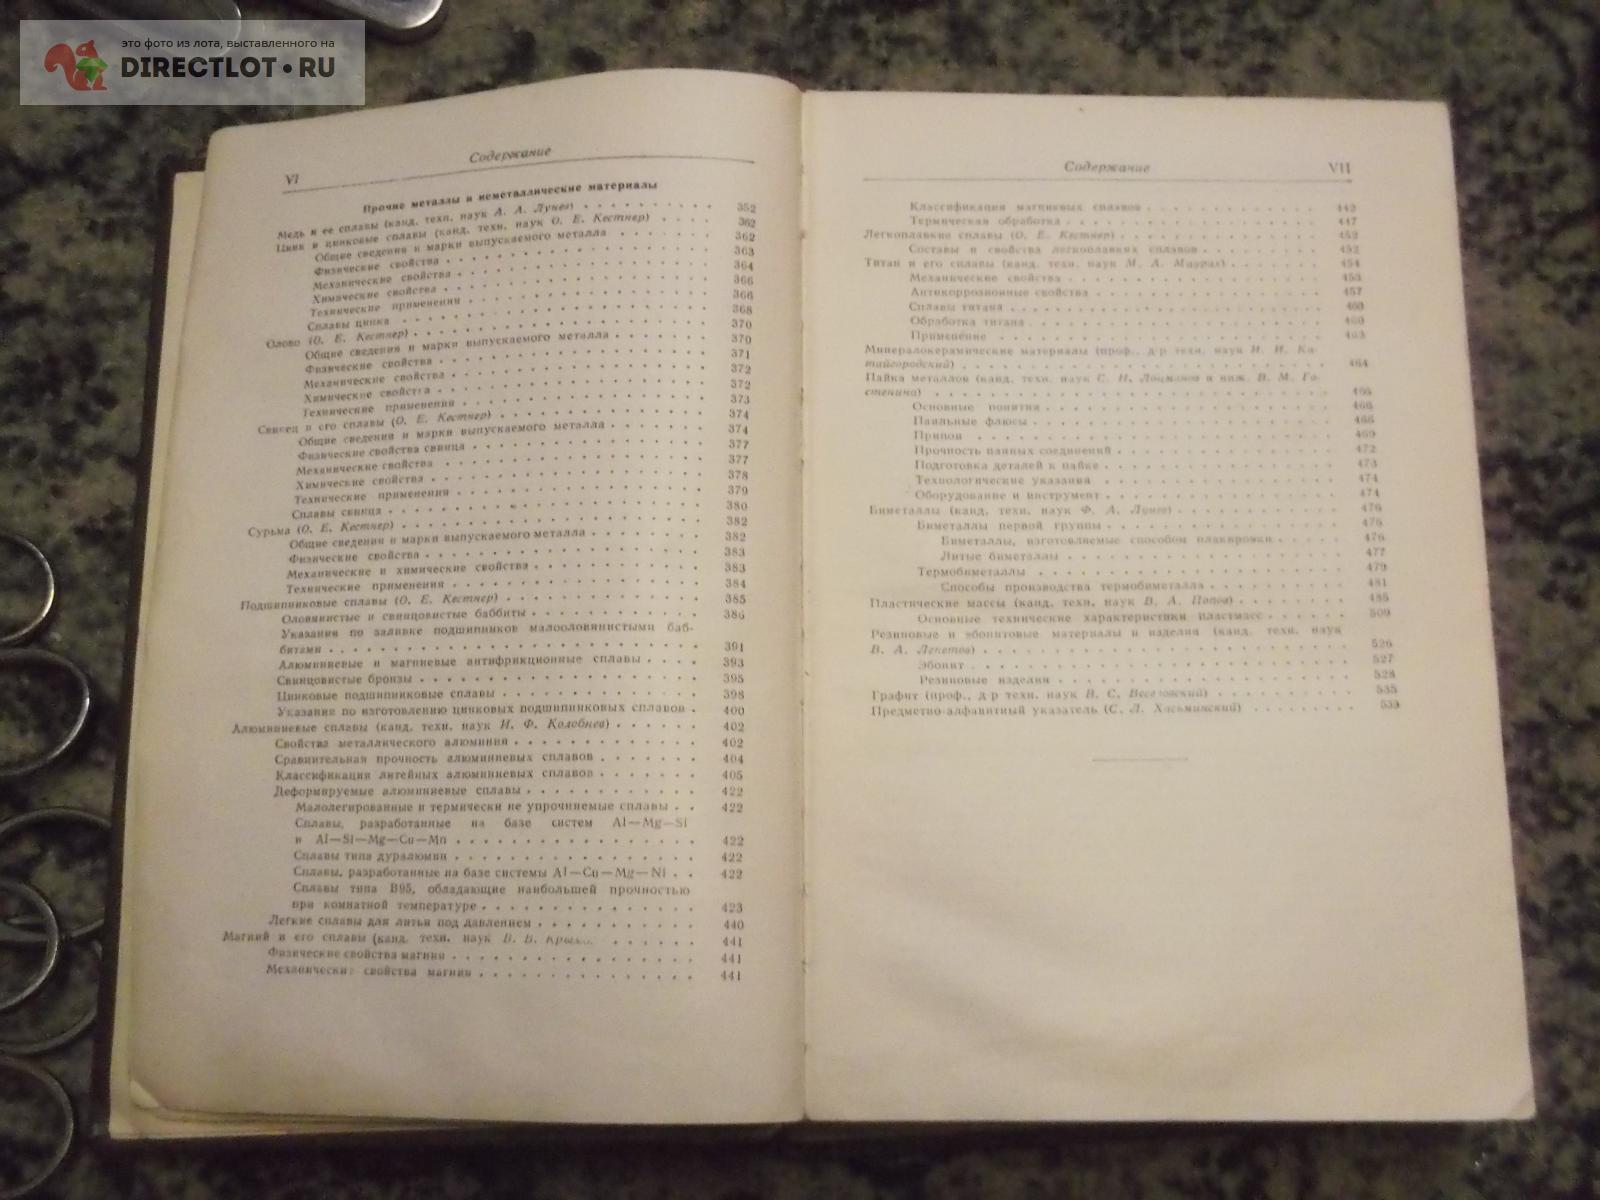 это фото из лота, выставленного на
DIRECTLOT.RU
VI
Содержание
Прочие металлы и неметаллические материалы
Медь и ее сплавы (канд. техн. наук А. А. Лунев) 352
Цинк и цинковые сплавы (канд. техн. наук О. Е. Кестнер) 362
Общие сведения и марки выпускаемого металла 362
Физические свойства 363
Механические свойства 364
Химические свойства 366
Технические применения 366
Сплавы цинка 368
Олово (О. Е. Кестнер) 370
Общие сведения и марки выпускаемого металла 370
Физические свойства 371
Механические свойства 372
Химические свойства 372
Технические применения 373
Свинец и его сплавы (О. Е. Кестнер) 374
Общие сведения и марки выпускаемого металла 374
Физические свойства свинца 377
Механические свойства 377
Химические свойства 378
Технические применения 379
Сплавы свинца 380
Сурьма (О. Е. Кестнер) 382
Общие сведения и марки выпускаемого металла 382
Физические свойства 383
Механические и химические свойства 383
Технические применения 384
Подшипниковые сплавы (О. Е. Кестнер) 385
Оловянистые и свинцовистые баббиты 386
Указания по заливке подшипников малооловянистыми баб-
битами 391
Алюминиевые и магниевые антифрикционные сплавы 393
Свинцовистые бронзы 395
Цинковые подшипниковые сплавы 398
Указание по изготовлению цинковых подшипниковых сплавов 400
Алюминиевые сплавы (канд. техн. наук И. Ф. Колобнев) 402
Свойства металлического алюминия 402
Сравнительная прочность алюминиевых сплавов 404
Классификация литейных алюминиевых сплавов 405
Деформируемые алюминиевые сплавы 422
Малолегированные и термически не упрочняемые сплавы 422
Сплавы, разработанные на базе систем Al—Mg—Si
и Al—Si—Mg—Cu—Mn 422
Сплавы типа дуралюмин 422
Сплавы, разработанные на базе системы Al—Cu—Mg—Ni 422
Сплавы типа В95, обладающие наибольшей прочностью
при комнатной температуре 423
Легкие сплавы для литья под давлением 440
Магний и его сплавы (канд. техн. наук В. В. 441
Физические свойства магния 441
Механические свойства магния 441
Содержание
VII
Классификация магниевых сплавов 442
Термическая обработка 447
Легкоплавкие сплавы (О. Е. Кестнер) 452
Составы и свойства легкоплавких сплавов 452
Титан и его сплавы (канд. техн. наук М. А. 454
Механические свойства
Антикоррозионные свойства 457
Сплавы титана 460
Обработка титана 460
Применение 463
Минералокерамические материалы (проф., д-р техн. наук И. И. Ки-
тайгородский) 464
Пайка металлов (канд. техн. наук С. Н. Лоцманов и инж. В. М. Го-
стенина) 466
Основные понятия 466
Паяльные флюсы 466
Припои 469
Прочность паяных соединений 472
Подготовка деталей к пайке 473
Технологические указания 474
Оборудование и инструмент 474
Биметаллы (канд. техн. наук Ф. А. Лунев) 476
Биметаллы первой группы 476
Биметаллы, изготовляемые способом плакировки 476
Литые биметаллы 477
Термобиметаллы 479
Способы производства термобиметалла 481
Пластические массы (канд. техн. наук В. А. Попов) 485
Основные технические характеристики пластмасс 509
Резиновые и эбонитовые материалы и изделия (канд. техн. наук
В. А. Лепетов) 526
Эбонит 527
Резиновые изделия 528
Графит (проф., д-р техн. наук В. С. Веселовский) 535
Предметно-алфавитный указатель (С. Л. Хасьминский) 539